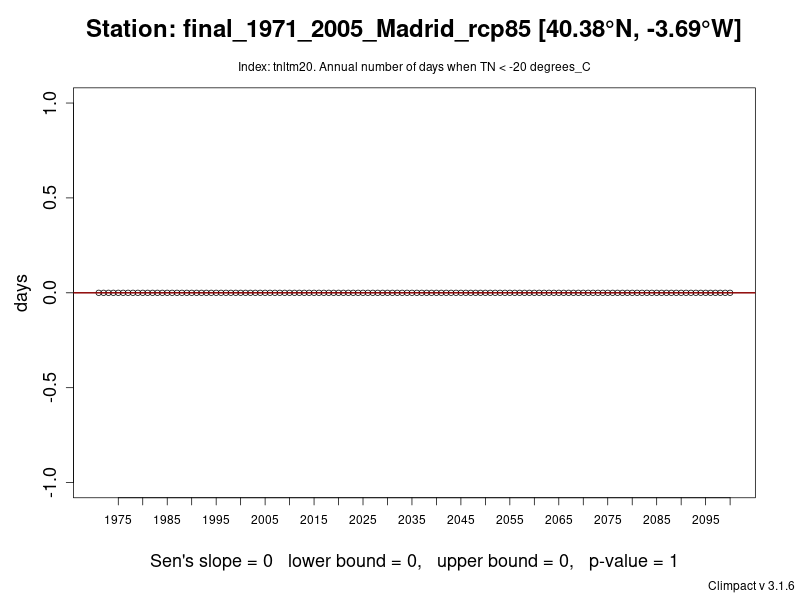 Station: final_1971_2005_Madrid_rcp85 [40.38°N, -3.69°W]
Index: tnltm20. Annual number of days when TN < -20 degrees_C
1.0
0.5
0.0
-0.5
-1.0
days
1975 1985 1995 2005 2015 2025 2035 2045 2055 2065 2075 2085 2095
Sen's slope = 0 lower bound = 0, upper bound = 0, p-value = 1
Climpact v 3.1.6